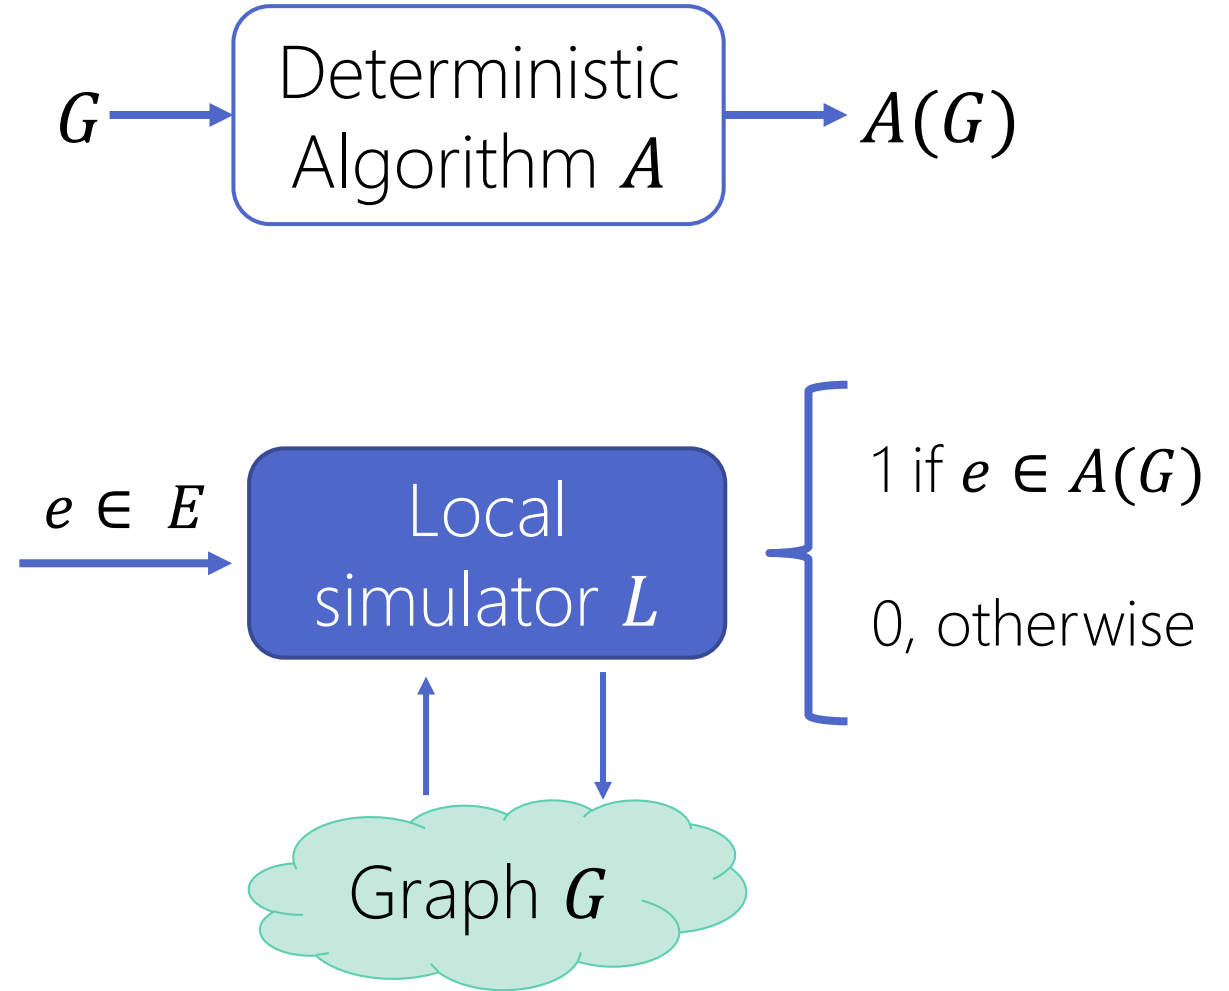 G
Deterministic
Algorithm A
A(G)
e ∈ E
Local
simulator L
1 if e ∈ A(G)
0, otherwise
Graph G